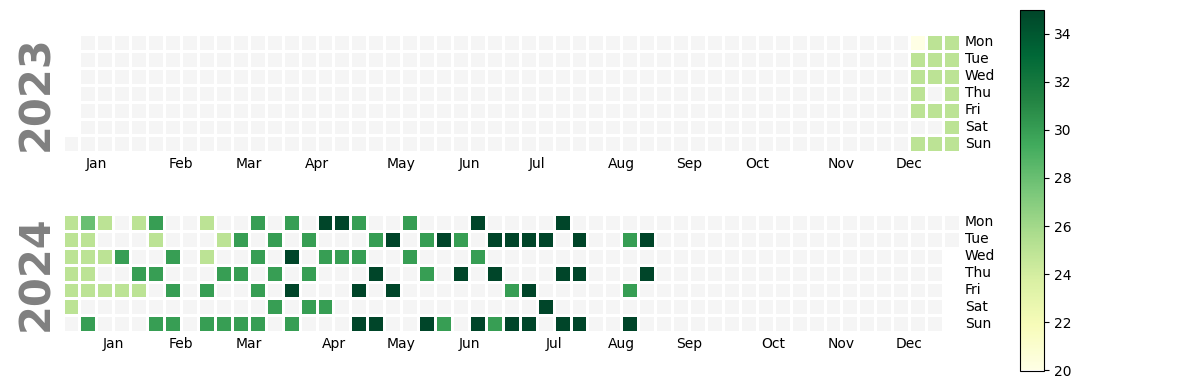 2023
Mon
Tue
Wed
Thu
Fri
Sat
Sun
Jan Feb Mar Apr May Jun Jul Aug Sep Oct Nov Dec
2024
Mon
Tue
Wed
Thu
Fri
Sat
Sun
Jan Feb Mar Apr May Jun Jul Aug Sep Oct Nov Dec
34
32
30
28
26
24
22
20